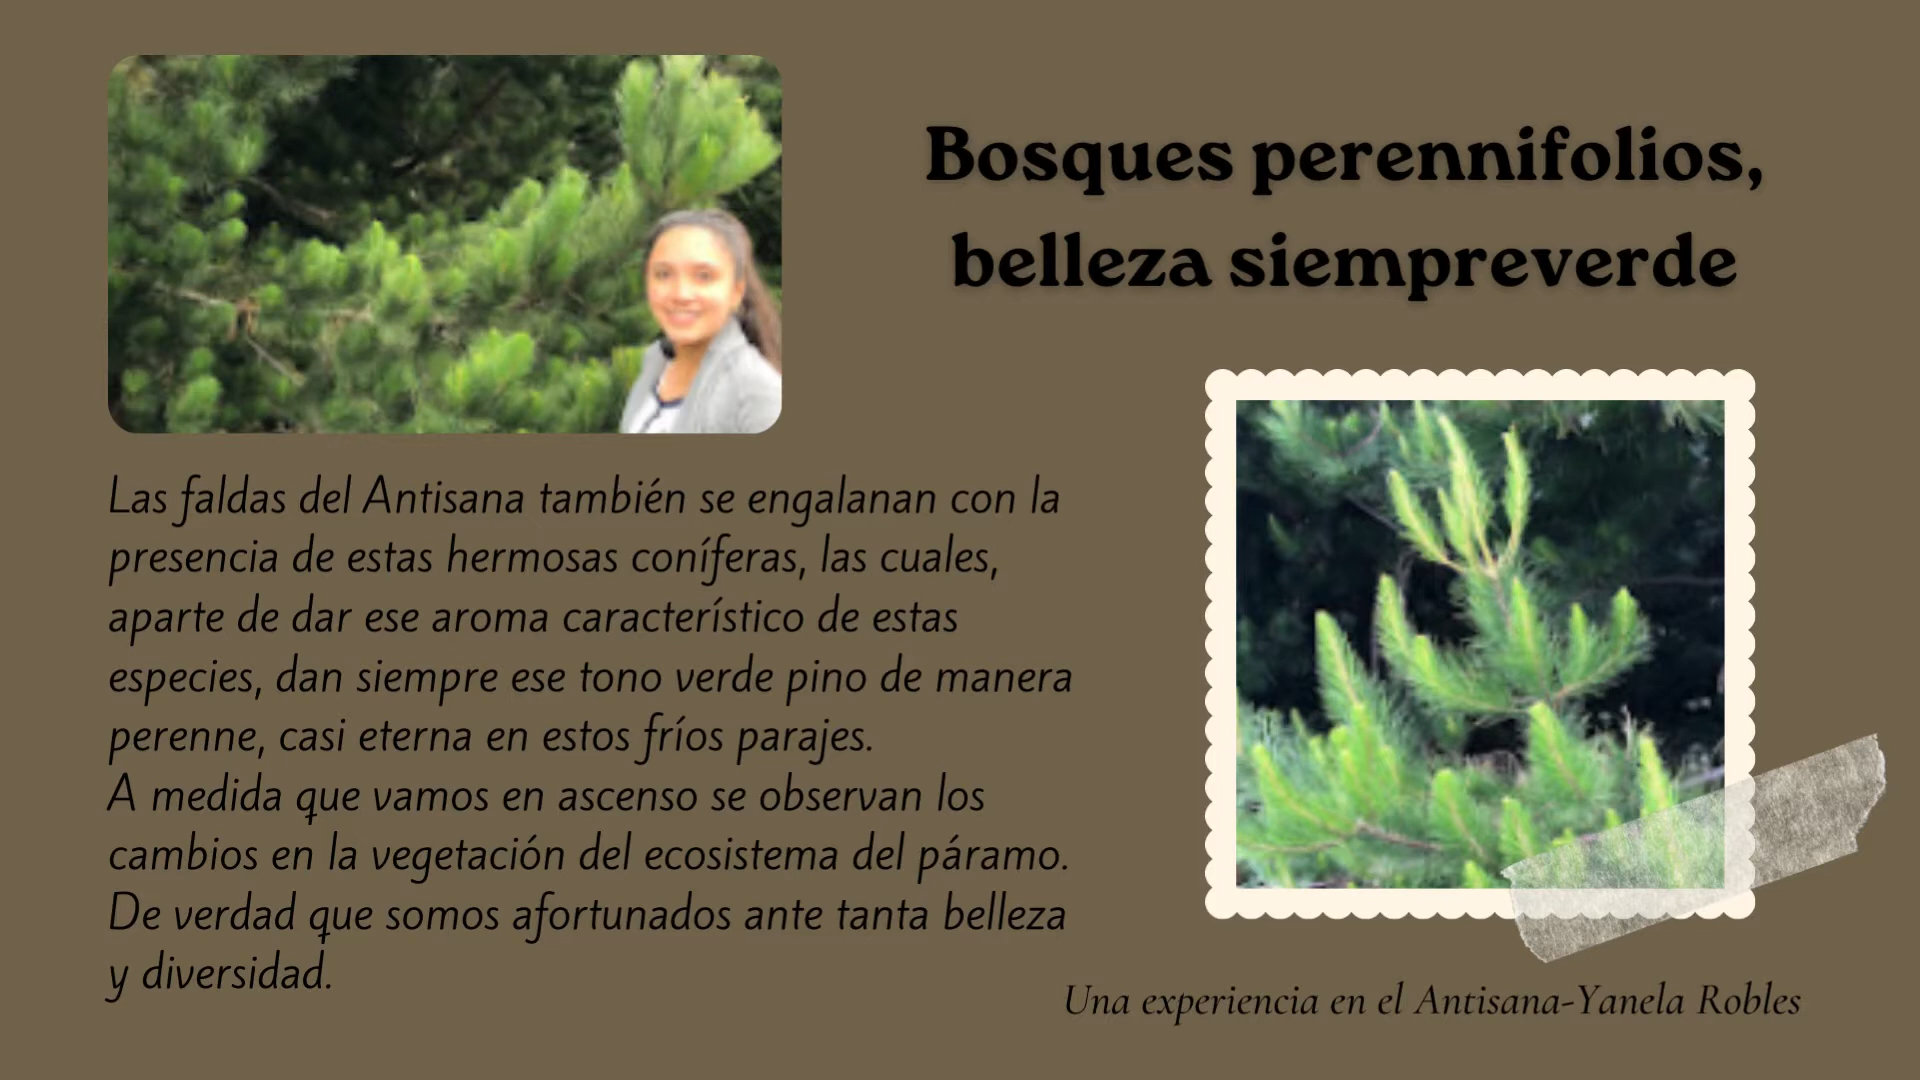 Bosques perennifolios,
belleza siempreverde
Las faldas del Antisana también se engalanan con la
presencia de estas hermosas coníferas, las cuales,
aparte de dar ese aroma característico de estas
especies, dan siempre ese tono verde pino de manera
perenne, casi eterna en estos fríos parajes.
A medida que vamos en ascenso se observan los
cambios en la vegetación del ecosistema del páramo.
De verdad que somos afortunados ante tanta belleza
y diversidad.
Una experiencia en el Antisana-Yanela Robles